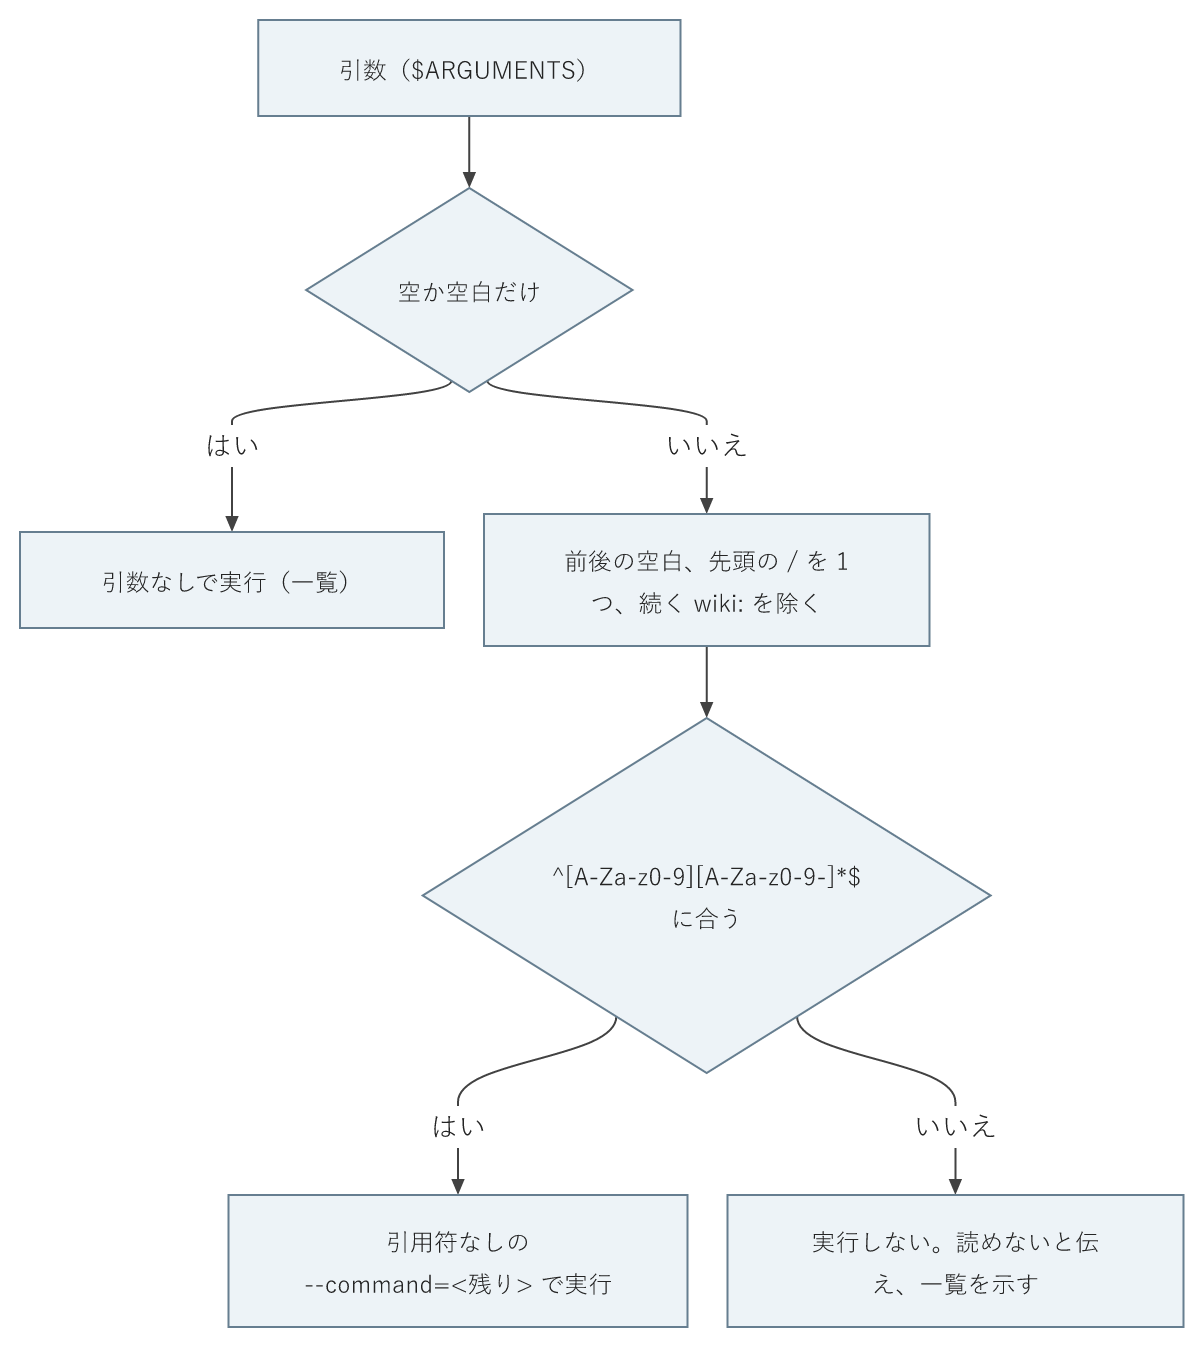 引数（$ARGUMENTS）
空か空白だけ
はい
いいえ
引数なしで実行（一覧）
前後の空白、先頭の / を 1
つ、続く wiki: を除く
^[A-Za-z0-9][A-Za-z0-9-]*$
に合う
はい
いいえ
引用符なしの
--command=<残り> で実行
実行しない。読めないと伝
え、一覧を示す